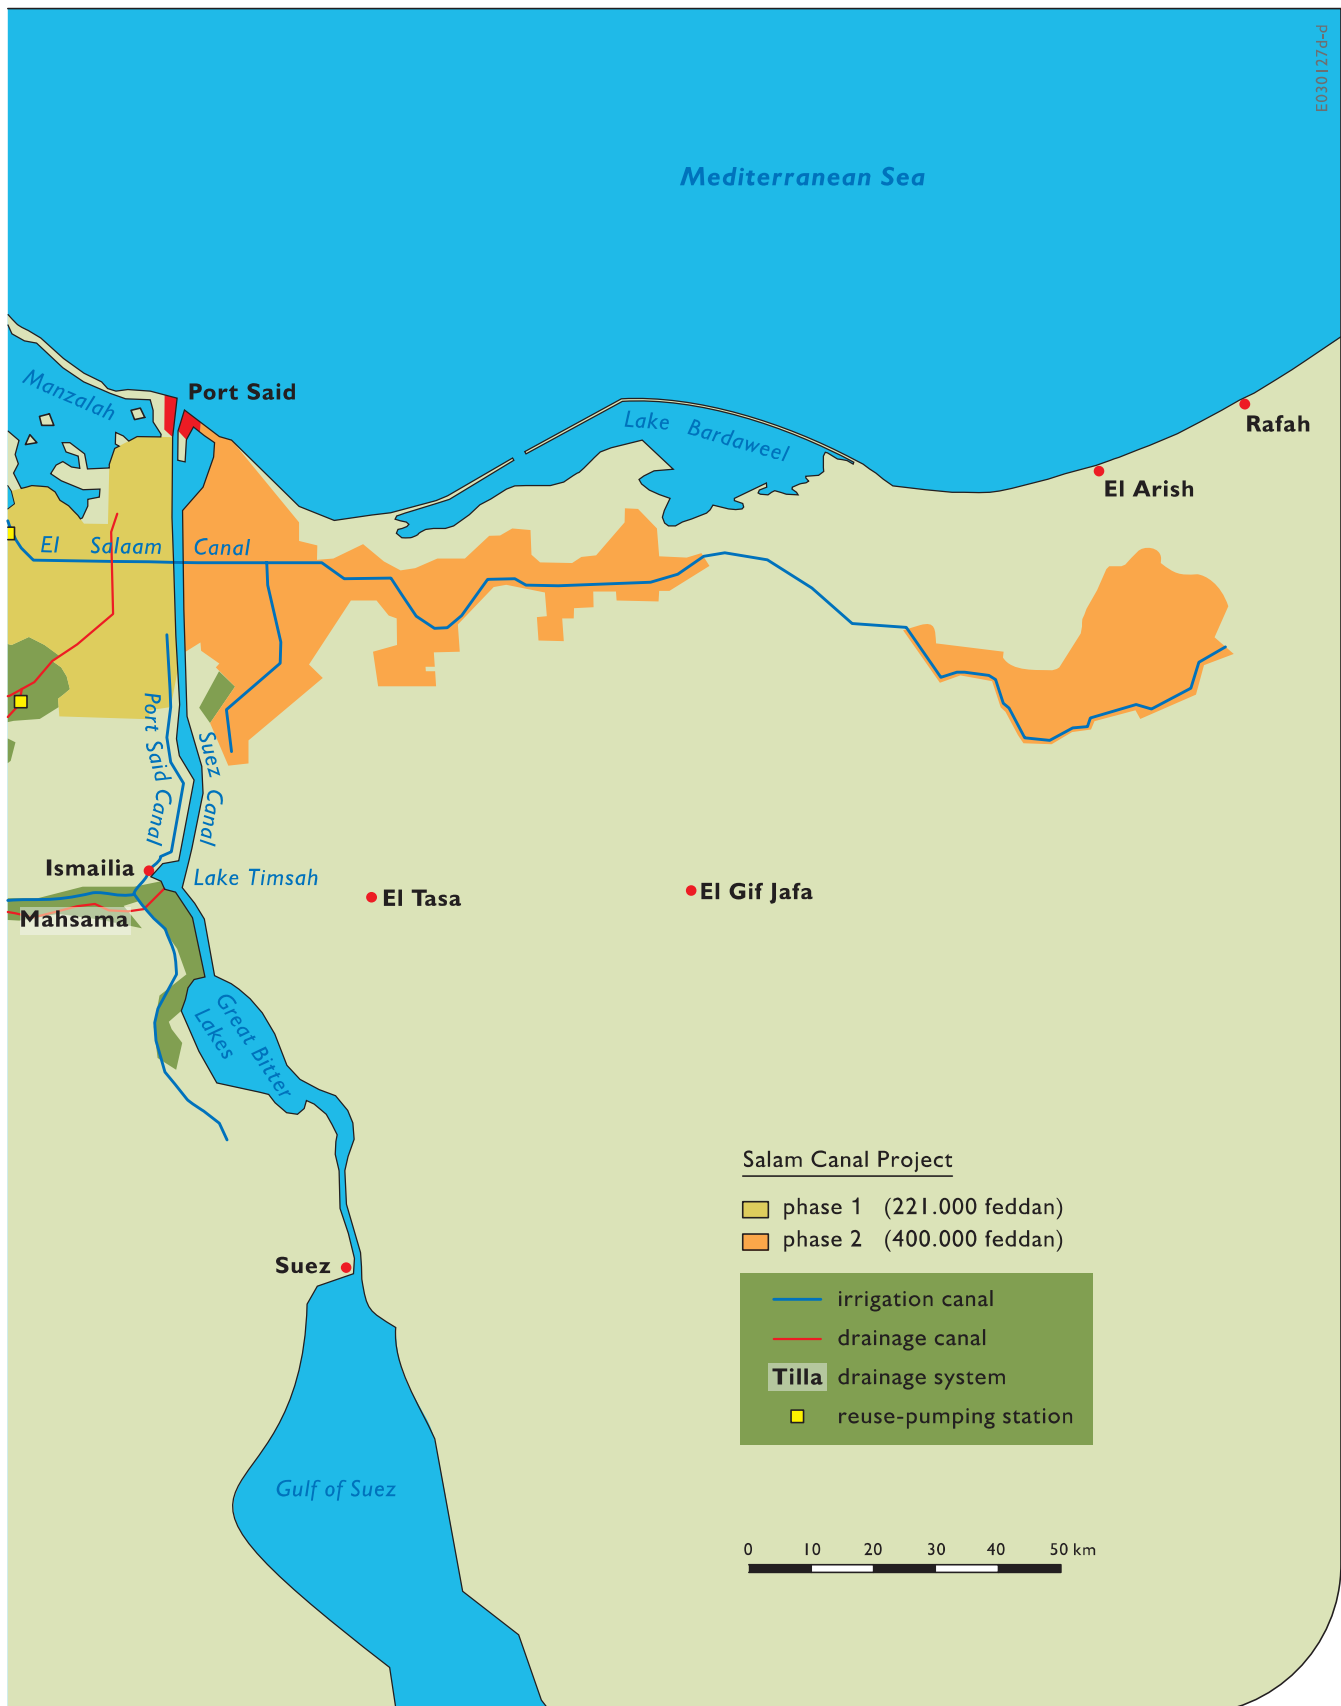 E030127d-d
Mediterranean Sea
Manzalah
Port Said
Lake Bardaweel
Rafah
El Arish
El Salaam Canal
Port Said Canal
Suez Canal
Ismailia
Lake Timsah
El Tasa
El Gif Jafa
Mahsama
Great Bitter
Lakes
Salam Canal Project
phase 1 (221.000 feddan)
phase 2 (400.000 feddan)
Suez
irrigation canal
drainage canal
Tilla drainage system
reuse-pumping station
Gulf of Suez
0 10 20 30 40 50 km